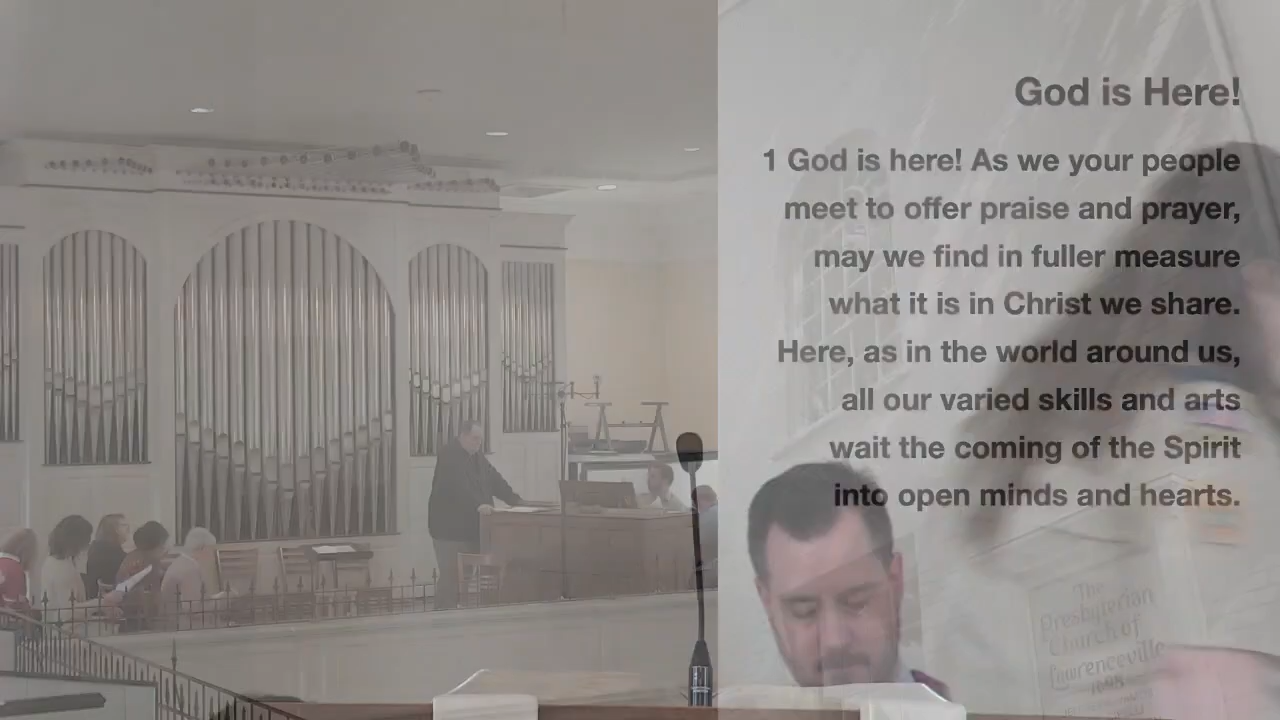 God is Here!
1 God is here! As we your people
meet to offer praise and prayer,
may we find in fuller measure
what it is in Christ we share.
Here, as in the world around us,
all our varied skills and arts
wait the coming of the Spirit
into open minds and hearts.
The
Presbyterian
Church of
Lawrenceville
1698